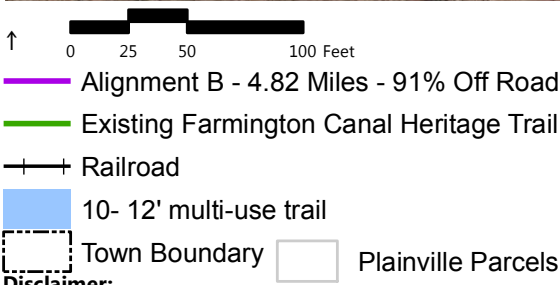 0 25 50 100 Feet
Alignment B - 4.82 Miles - 91% Off Road
Existing Farmington Canal Heritage Trail
Railroad
10- 12' multi-use trail
Town Boundary Plainville Parcels
Disclaimer: